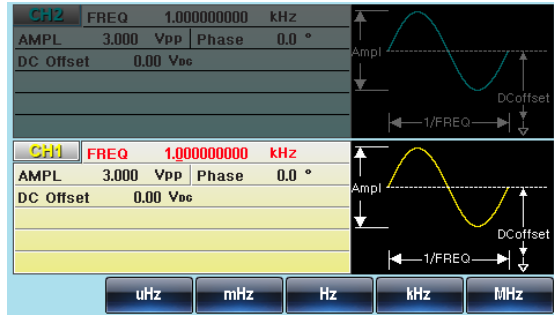 CH2 FREQ 1.000000000 kHz
AMPL 3.000 Vpp Phase 0.0 °
DC Offset 0.00 VDC
Ampl
DCoffset
1/FREQ
CH1 FREQ 1.000000000 kHz
AMPL 3.000 Vpp Phase 0.0 °
DC Offset 0.00 VDC
Ampl
DCoffset
1/FREQ
uHz mHz Hz kHz MHz